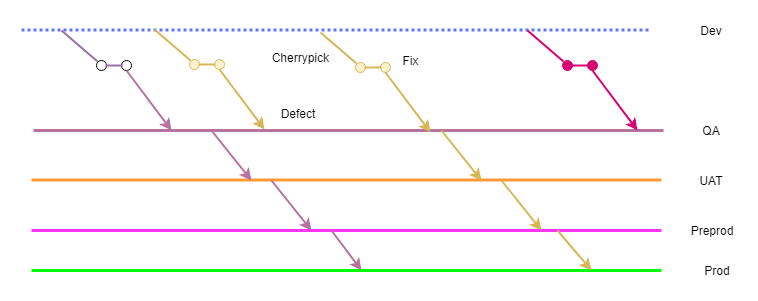 Dev
Cherrypick
Fix
Defect
QA
UAT
Preprod
Prod